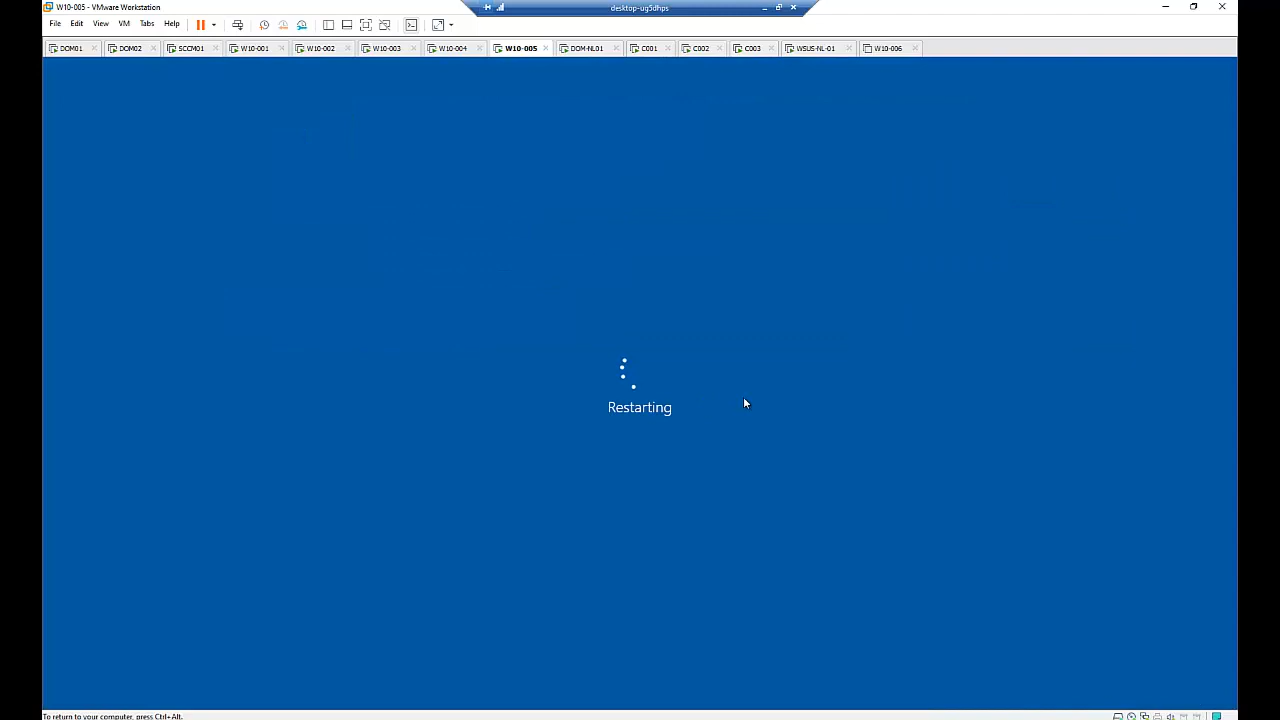 W10-005 - VMware Workstation
desktop-ug5dhps
File Edit View VM Tabs Help
DOM01 DOM02 SCCM01 W10-001 W10-002 W10-003 W10-004 W10-005 DOM-NL01 C001 C002 C003 WSUS-NL-01 W10-006
Restarting
To return to your computer, press Ctrl+Alt.